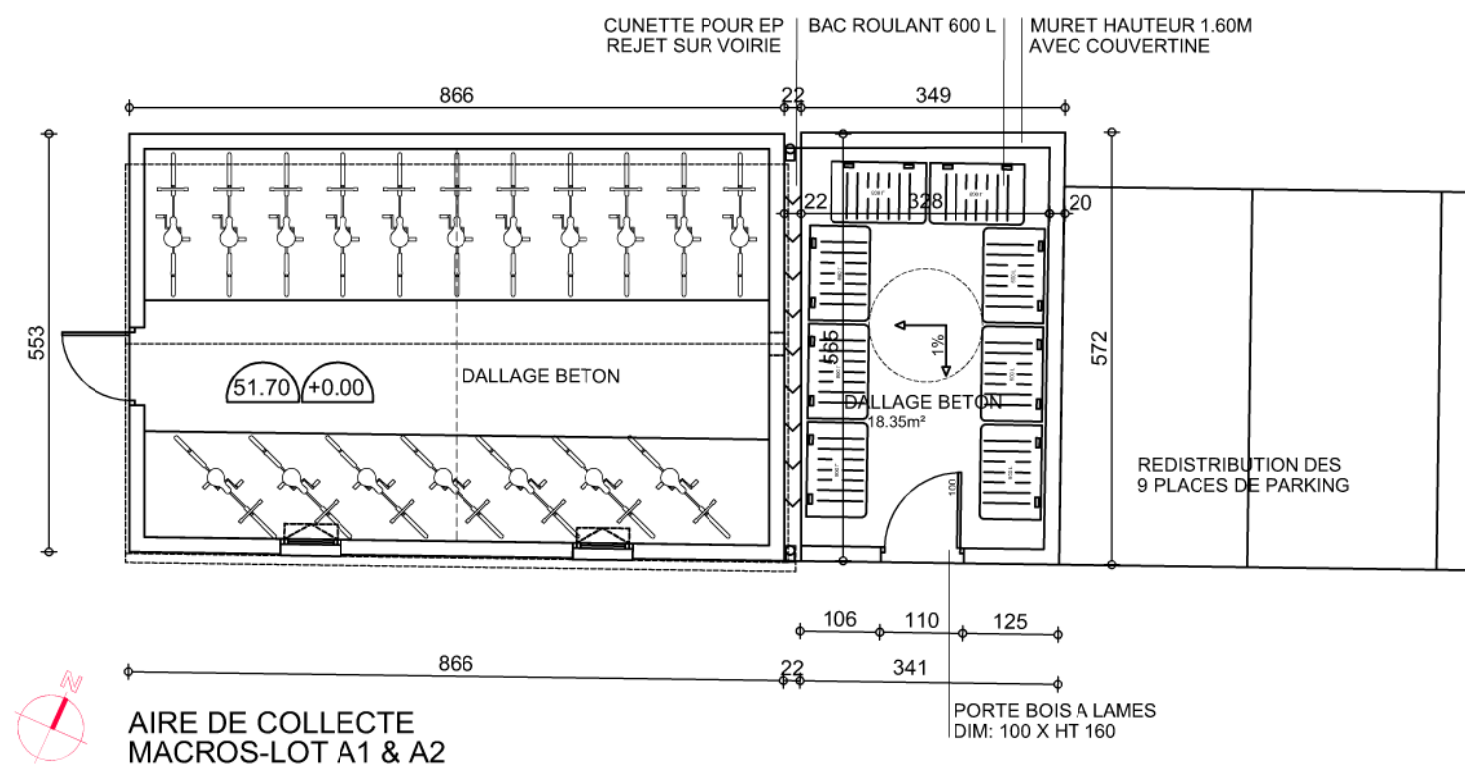 CUNETTE POUR EP
REJET SUR VOIRIE
BAC ROULANT 600 L
MURET HAUTEUR 1.60M
AVEC COUVERTINE
866
22
349
22
328
20
553
565
572
1%
51.70
+0.00
DALLAGE BETON
DALLAGE BETON
18.35m²
100
REDISTRIBUTION DES
9 PLACES DE PARKING
106
110
125
866
22
341
N
AIRE DE COLLECTE
MACROS-LOT A1 & A2
PORTE BOIS A LAMES
DIM: 100 X HT 160